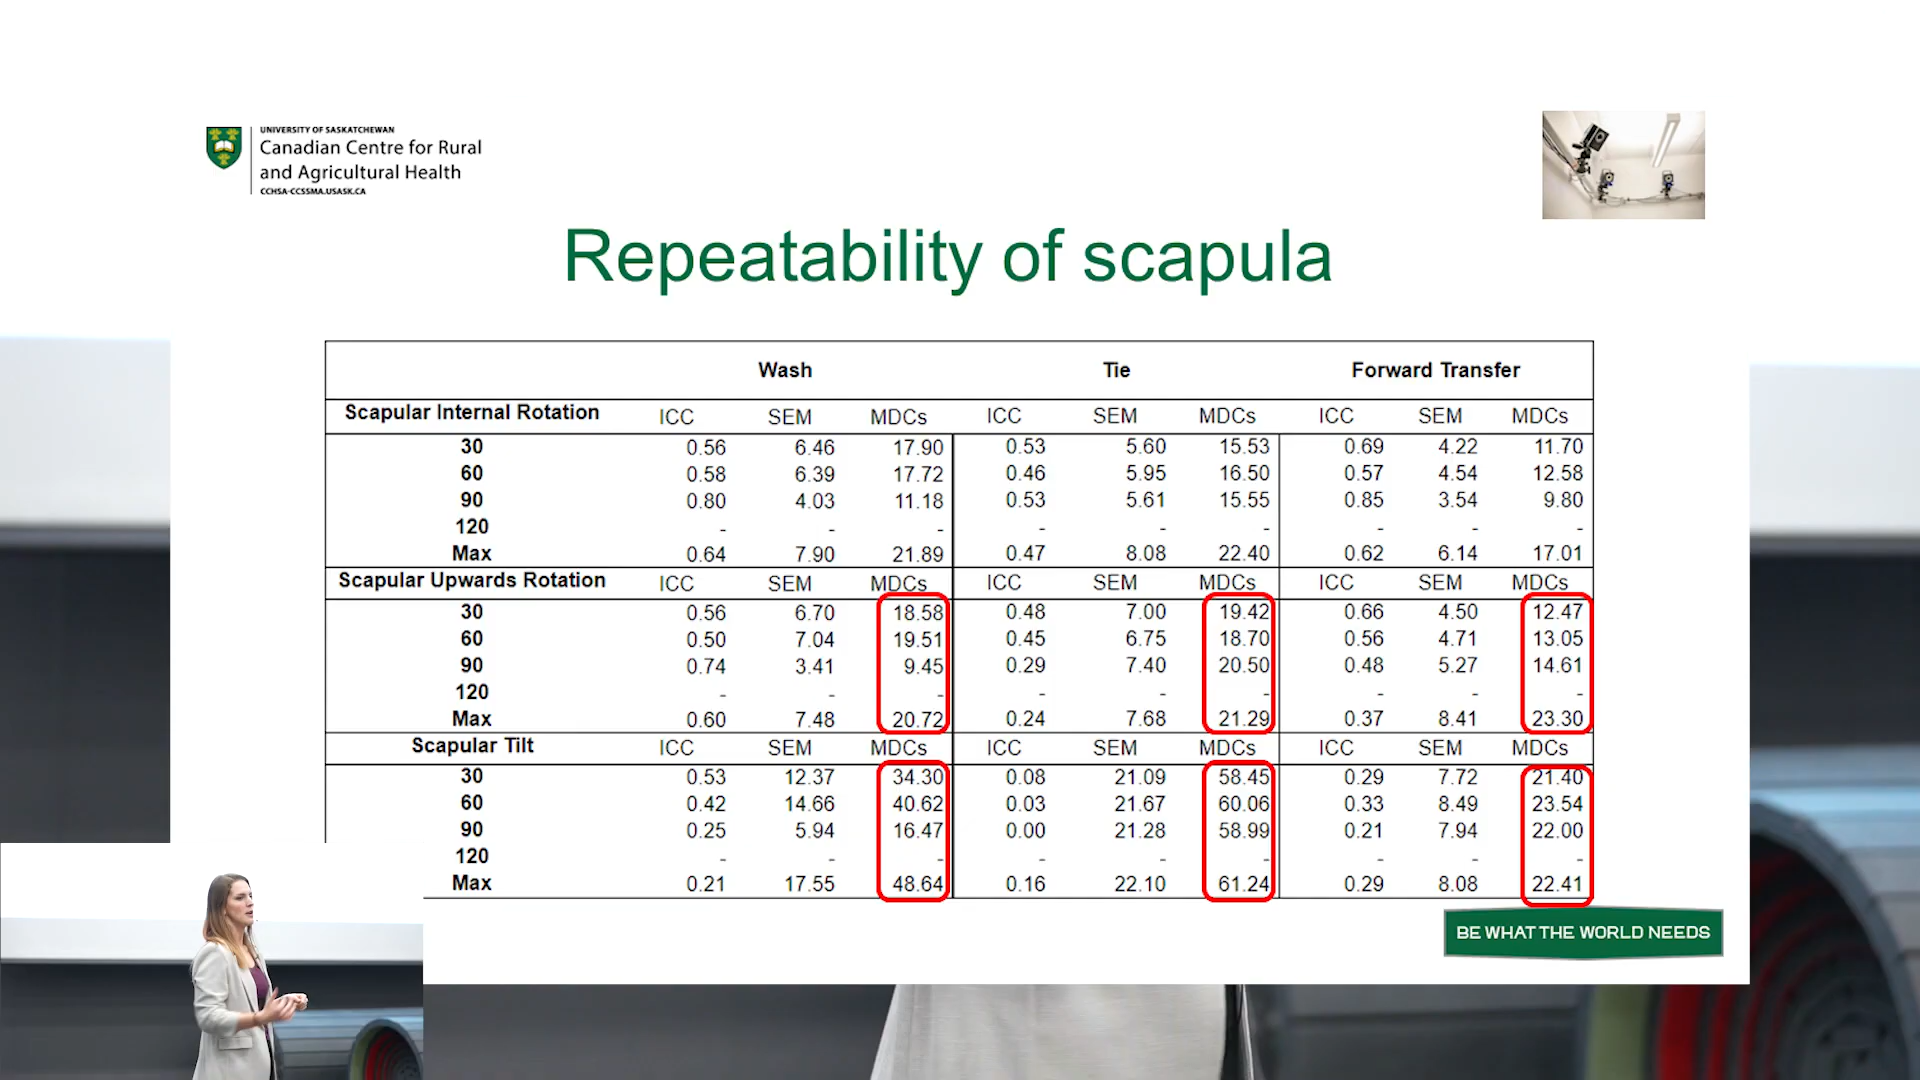 UNIVERSITY OF SASKATCHEWAN
Canadian Centre for Rural
and Agricultural Health
CCHSA-CCSSMA.USASK.CA
Repeatability of scapula
Wash Tie Forward Transfer
Scapular Internal Rotation ICC SEM MDCs ICC SEM MDCs ICC SEM MDCs
30 0.56 6.46 17.90 0.53 5.60 15.53 0.69 4.22 11.70
60 0.58 6.39 17.72 0.46 5.95 16.50 0.57 4.54 12.58
90 0.80 4.03 11.18 0.53 5.61 15.55 0.85 3.54 9.80
120 - - - - - - - - -
Max 0.64 7.90 21.89 0.47 8.08 22.40 0.62 6.14 17.01
Scapular Upwards Rotation ICC SEM MDCs ICC SEM MDCs ICC SEM MDCs
30 0.56 6.70 18.58 0.48 7.00 19.42 0.66 4.50 12.47
60 0.50 7.04 19.51 0.45 6.75 18.70 0.56 4.71 13.05
90 0.74 3.41 9.45 0.29 7.40 20.50 0.48 5.27 14.61
120 - - - - - - - - -
Max 0.60 7.48 20.72 0.24 7.68 21.29 0.37 8.41 23.30
Scapular Tilt ICC SEM MDCs ICC SEM MDCs ICC SEM MDCs
30 0.53 12.37 34.30 0.08 21.09 58.45 0.29 7.72 21.40
60 0.42 14.66 40.62 0.03 21.67 60.06 0.33 8.49 23.54
90 0.25 5.94 16.47 0.00 21.28 58.99 0.21 7.94 22.00
120 - - - - - - - - -
Max 0.21 17.55 48.64 0.16 22.10 61.24 0.29 8.08 22.41
BE WHAT THE WORLD NEEDS